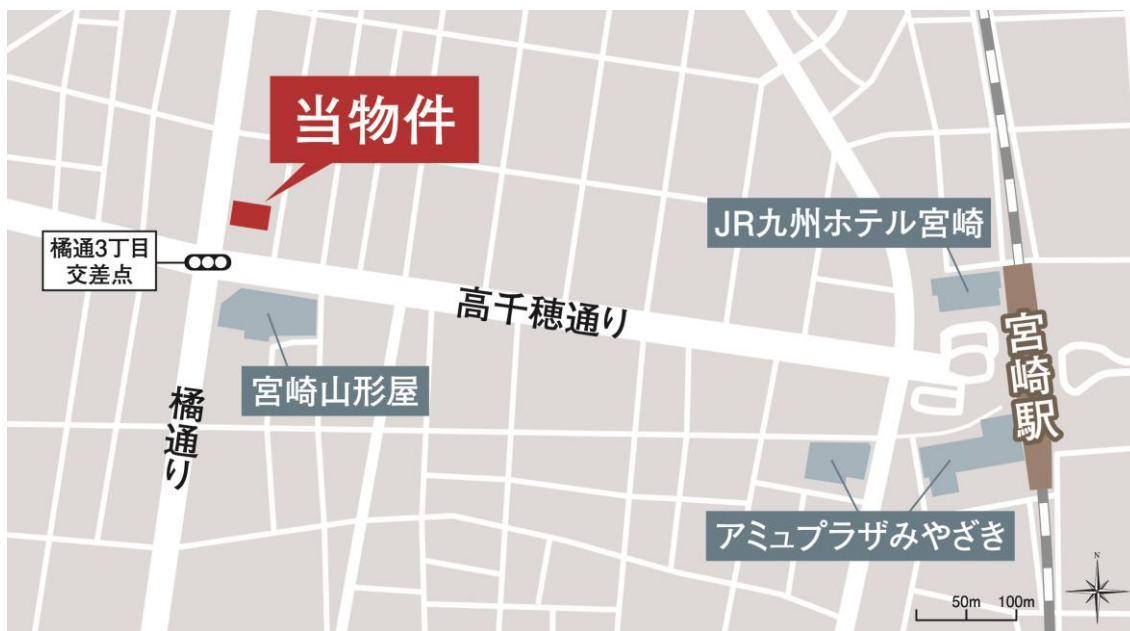 当物件
JR九州ホテル宮崎
橘通3丁目
交差点
高千穂通り
宮崎駅
宮崎山形屋
橘通り
アミュプラザみやざき
N
50m 100m